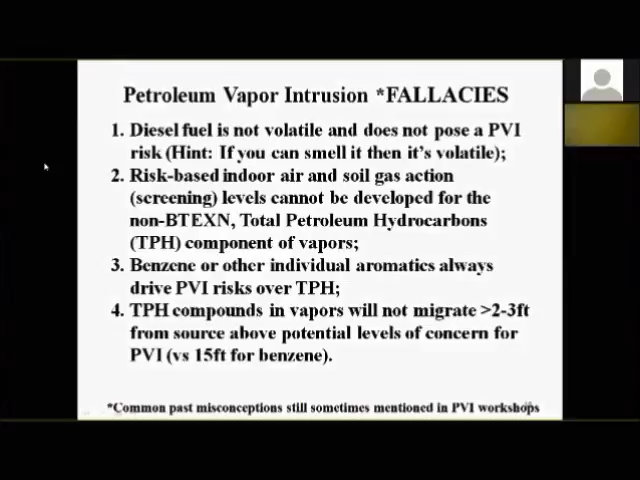 Petroleum Vapor Intrusion *FALLACIES
1. Diesel fuel is not volatile and does not pose a PVI
risk (Hint: If you can smell it then it's volatile);
2. Risk-based indoor air and soil gas action
(screening) levels cannot be developed for the
non-BTEXN, Total Petroleum Hydrocarbons
(TPH) component of vapors;
3. Benzene or other individual aromatics always
drive PVI risks over TPH;
4. TPH compounds in vapors will not migrate >2-3ft
from source above potential levels of concern for
PVI (vs 15ft for benzene).
*Common past misconceptions still sometimes mentioned in PVI workshops